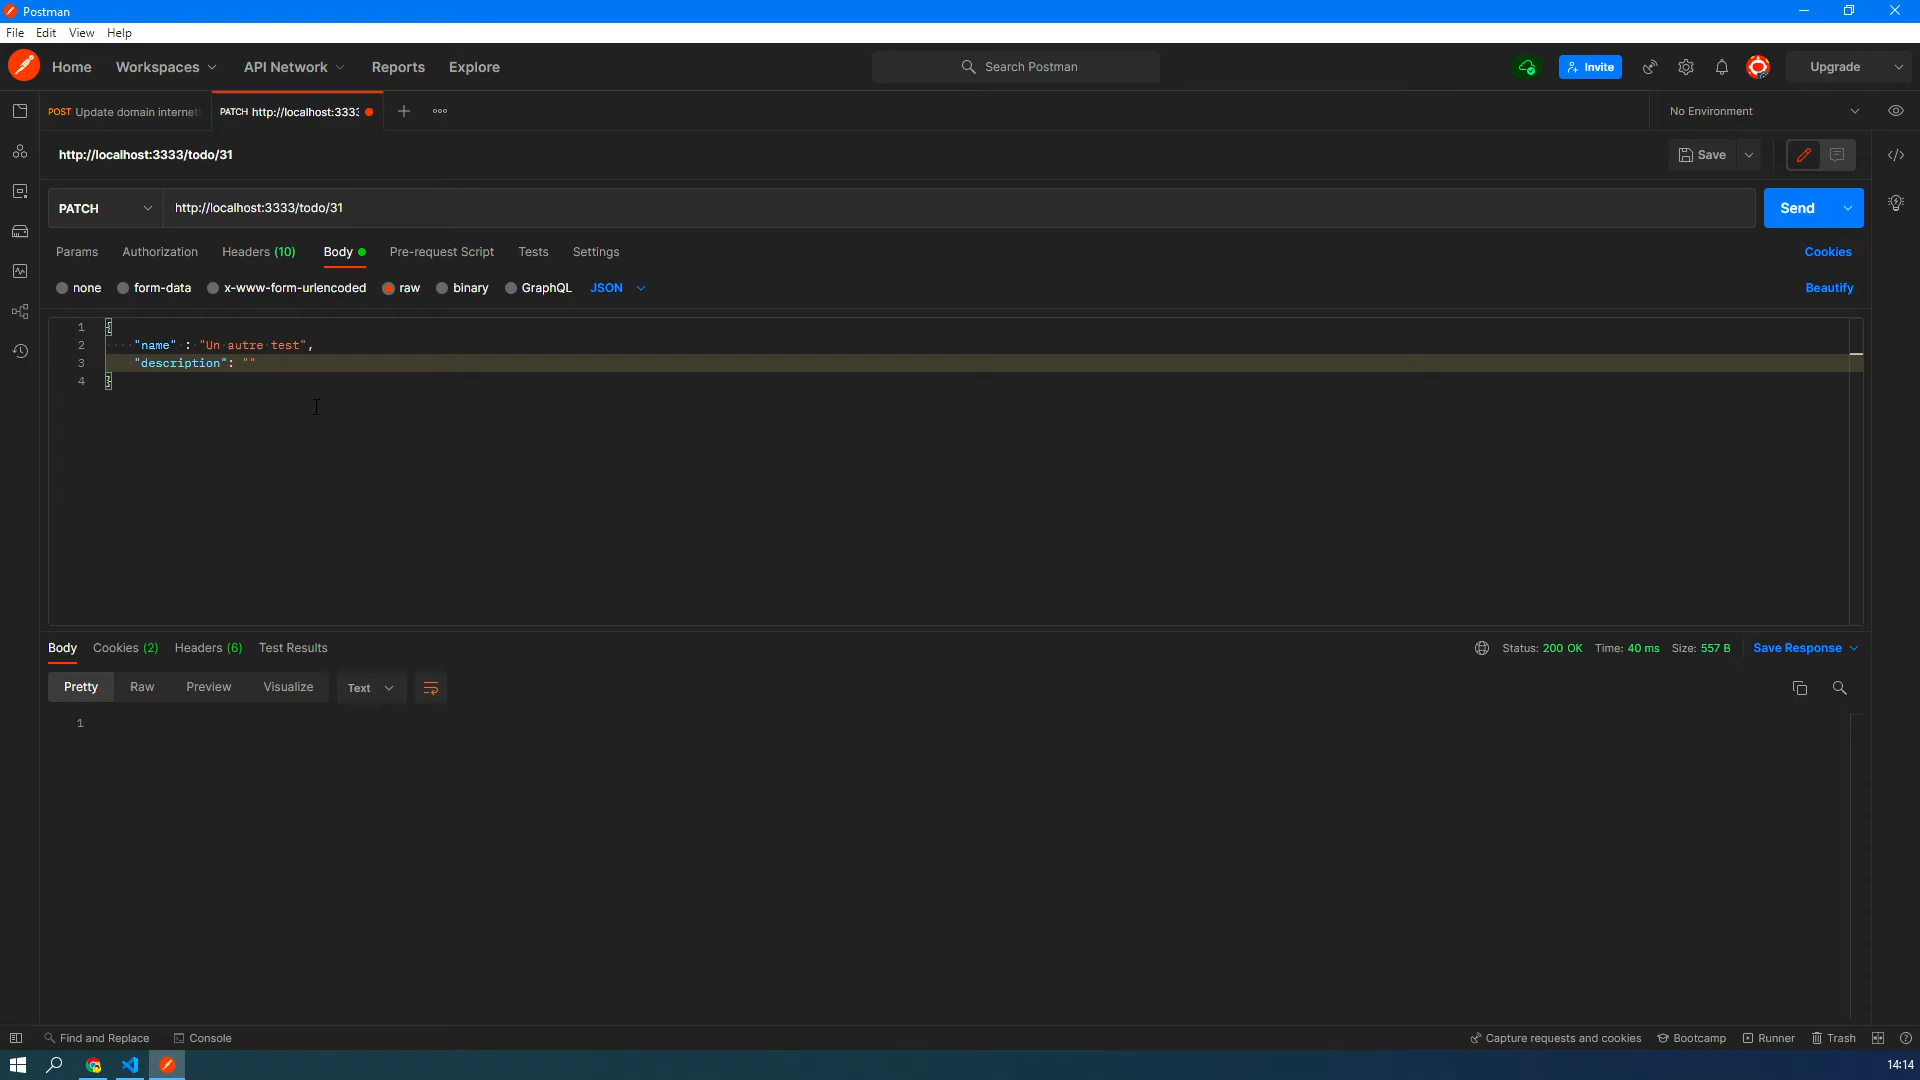 Postman
File Edit View Help
Home Workspaces API Network Reports Explore Search Postman Invite Upgrade
POST Update domain internet PATCH http://localhost:3333 No Environment
http://localhost:3333/todo/31 Save
PATCH http://localhost:3333/todo/31 Send
Params Authorization Headers (10) Body Pre-request Script Tests Settings Cookies
none form-data x-www-form-urlencoded raw binary GraphQL JSON Beautify
1 {
2 "name" : "Un autre test",
3 "description": ""
4 }
Body Cookies (2) Headers (6) Test Results Status: 200 OK Time: 40 ms Size: 557 B Save Response
Pretty Raw Preview Visualize Text
1
Find and Replace Console Capture requests and cookies Bootcamp Runner Trash
14:14